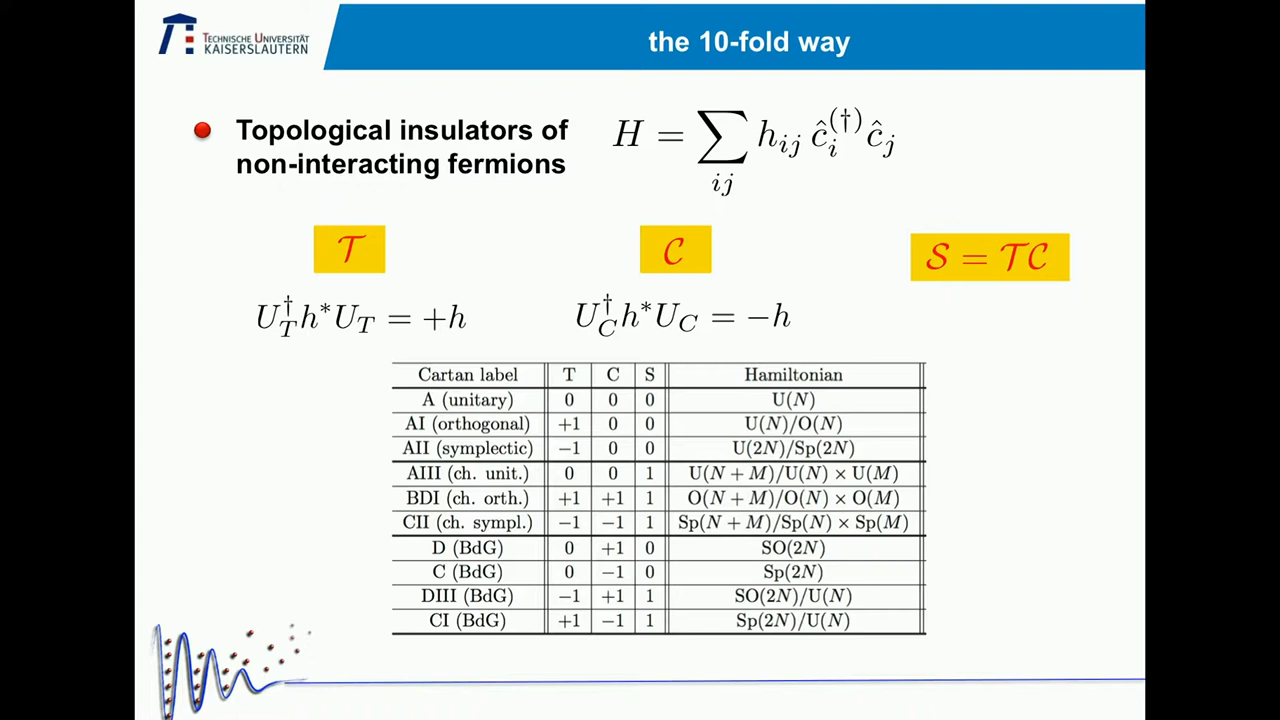 TECHNISCHE UNIVERSITÄT
KAISERSLAUTERN
the 10-fold way
Topological insulators of
non-interacting fermions
H = ∑_{ij} h_{ij} ĉ_i^{(†)} ĉ_j
𝒯
𝒞
𝒮 = 𝒯𝒞
U_T^† h^* U_T = +h
U_C^† h^* U_C = −h
Cartan label T C S Hamiltonian
A (unitary) 0 0 0 U(N)
AI (orthogonal) +1 0 0 U(N)/O(N)
AII (symplectic) −1 0 0 U(2N)/Sp(2N)
AIII (ch. unit.) 0 0 1 U(N + M)/U(N) × U(M)
BDI (ch. orth.) +1 +1 1 O(N + M)/O(N) × O(M)
CII (ch. sympl.) −1 −1 1 Sp(N + M)/Sp(N) × Sp(M)
D (BdG) 0 +1 0 SO(2N)
C (BdG) 0 −1 0 Sp(2N)
DIII (BdG) −1 +1 1 SO(2N)/U(N)
CI (BdG) +1 −1 1 Sp(2N)/U(N)